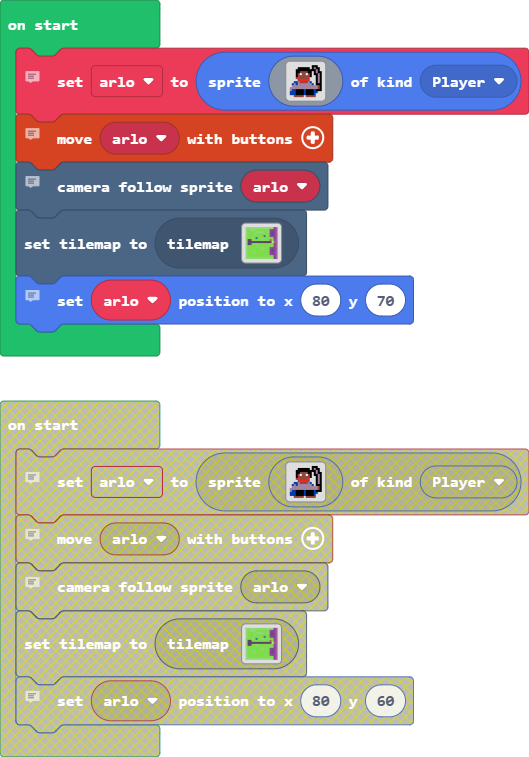 on start
set arlo to sprite of kind Player
move arlo with buttons
camera follow sprite arlo
set tilemap to tilemap
set arlo position to x 80 y 70
on start
set arlo to sprite of kind Player
move arlo with buttons
camera follow sprite arlo
set tilemap to tilemap
set arlo position to x 80 y 60